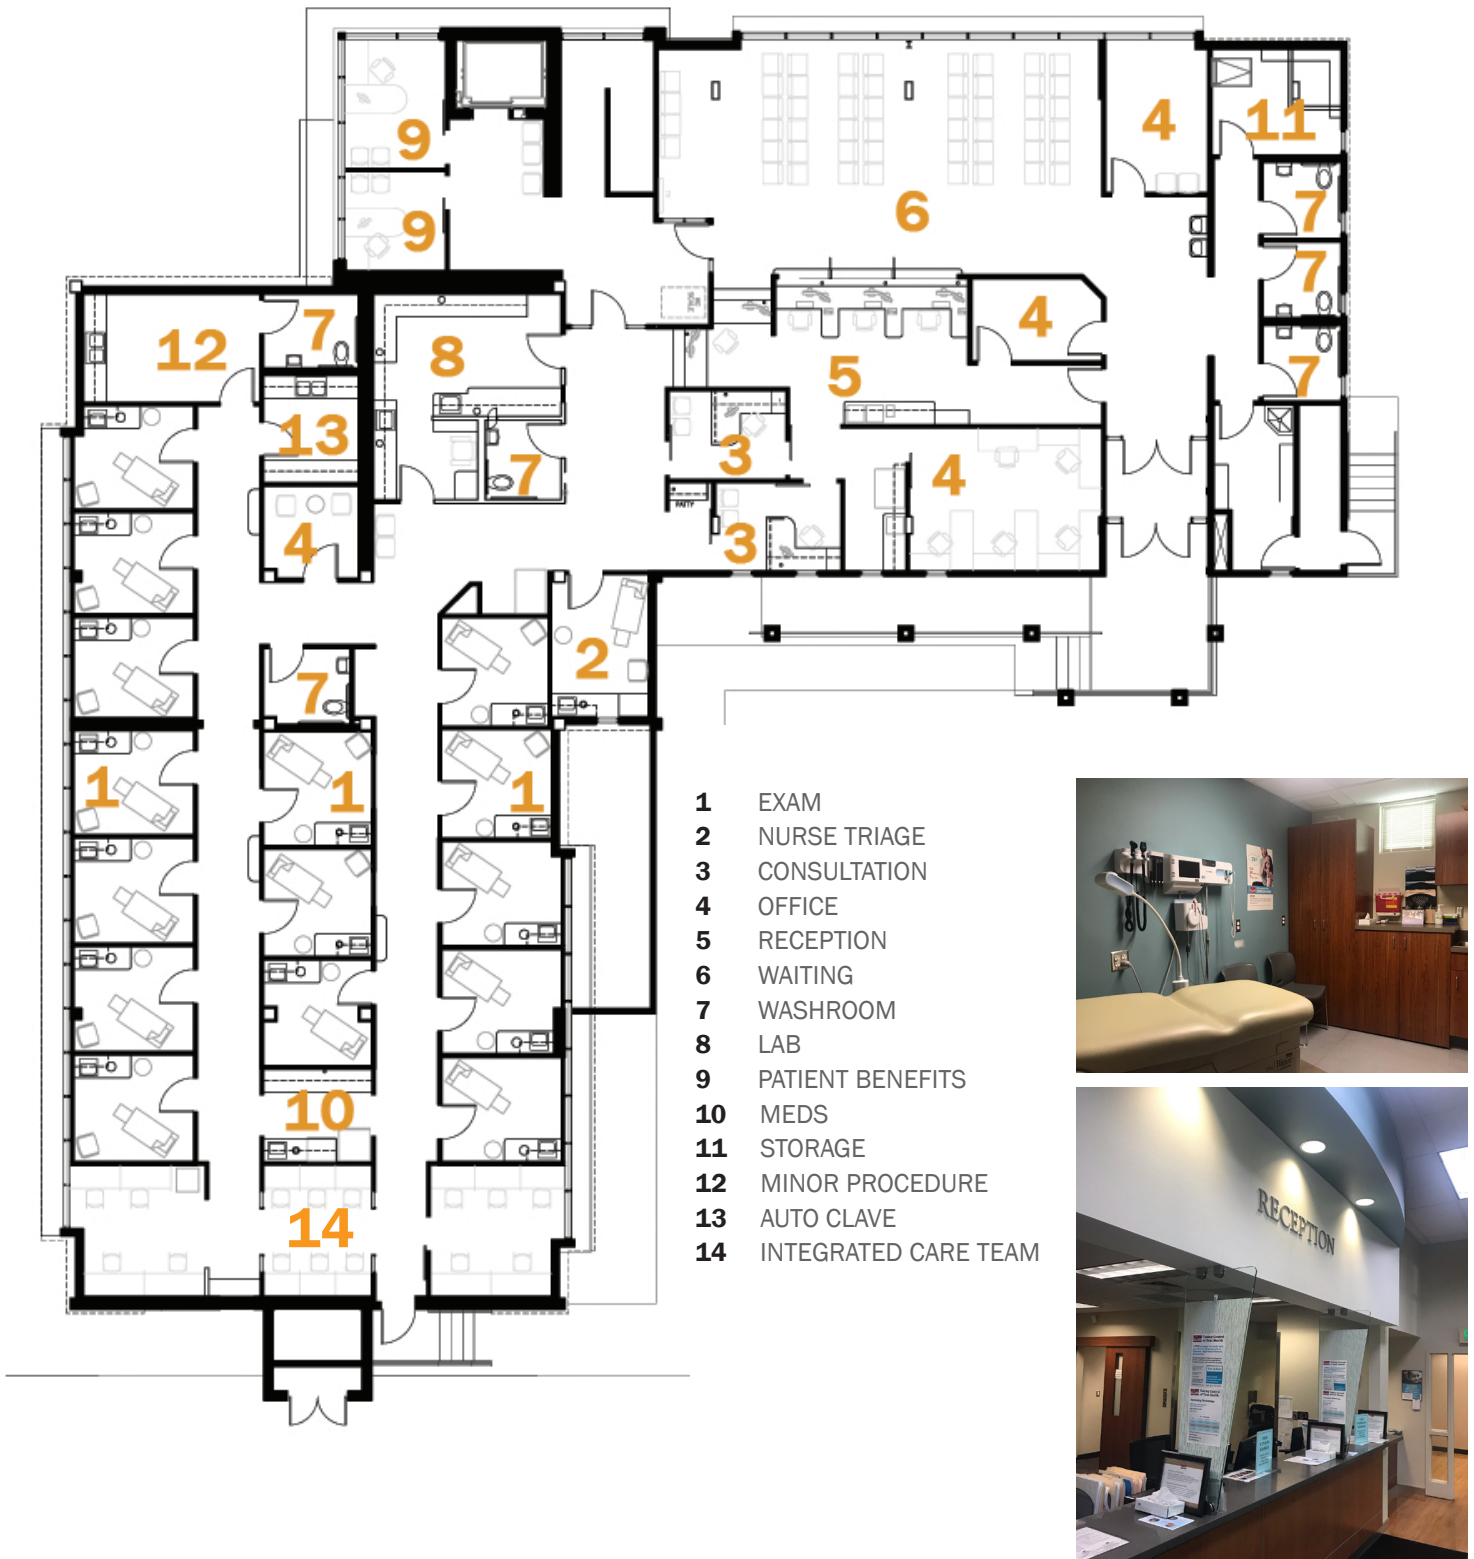 9
4
11
9
6
7
7
12
7
8
4
5
7
13
3
7
4
4
3
PATTY
2
7
1
1
1
10
14
1 EXAM
2 NURSE TRIAGE
3 CONSULTATION
4 OFFICE
5 RECEPTION
6 WAITING
7 WASHROOM
8 LAB
9 PATIENT BENEFITS
10 MEDS
11 STORAGE
12 MINOR PROCEDURE
13 AUTO CLAVE
14 INTEGRATED CARE TEAM
RECEPTION